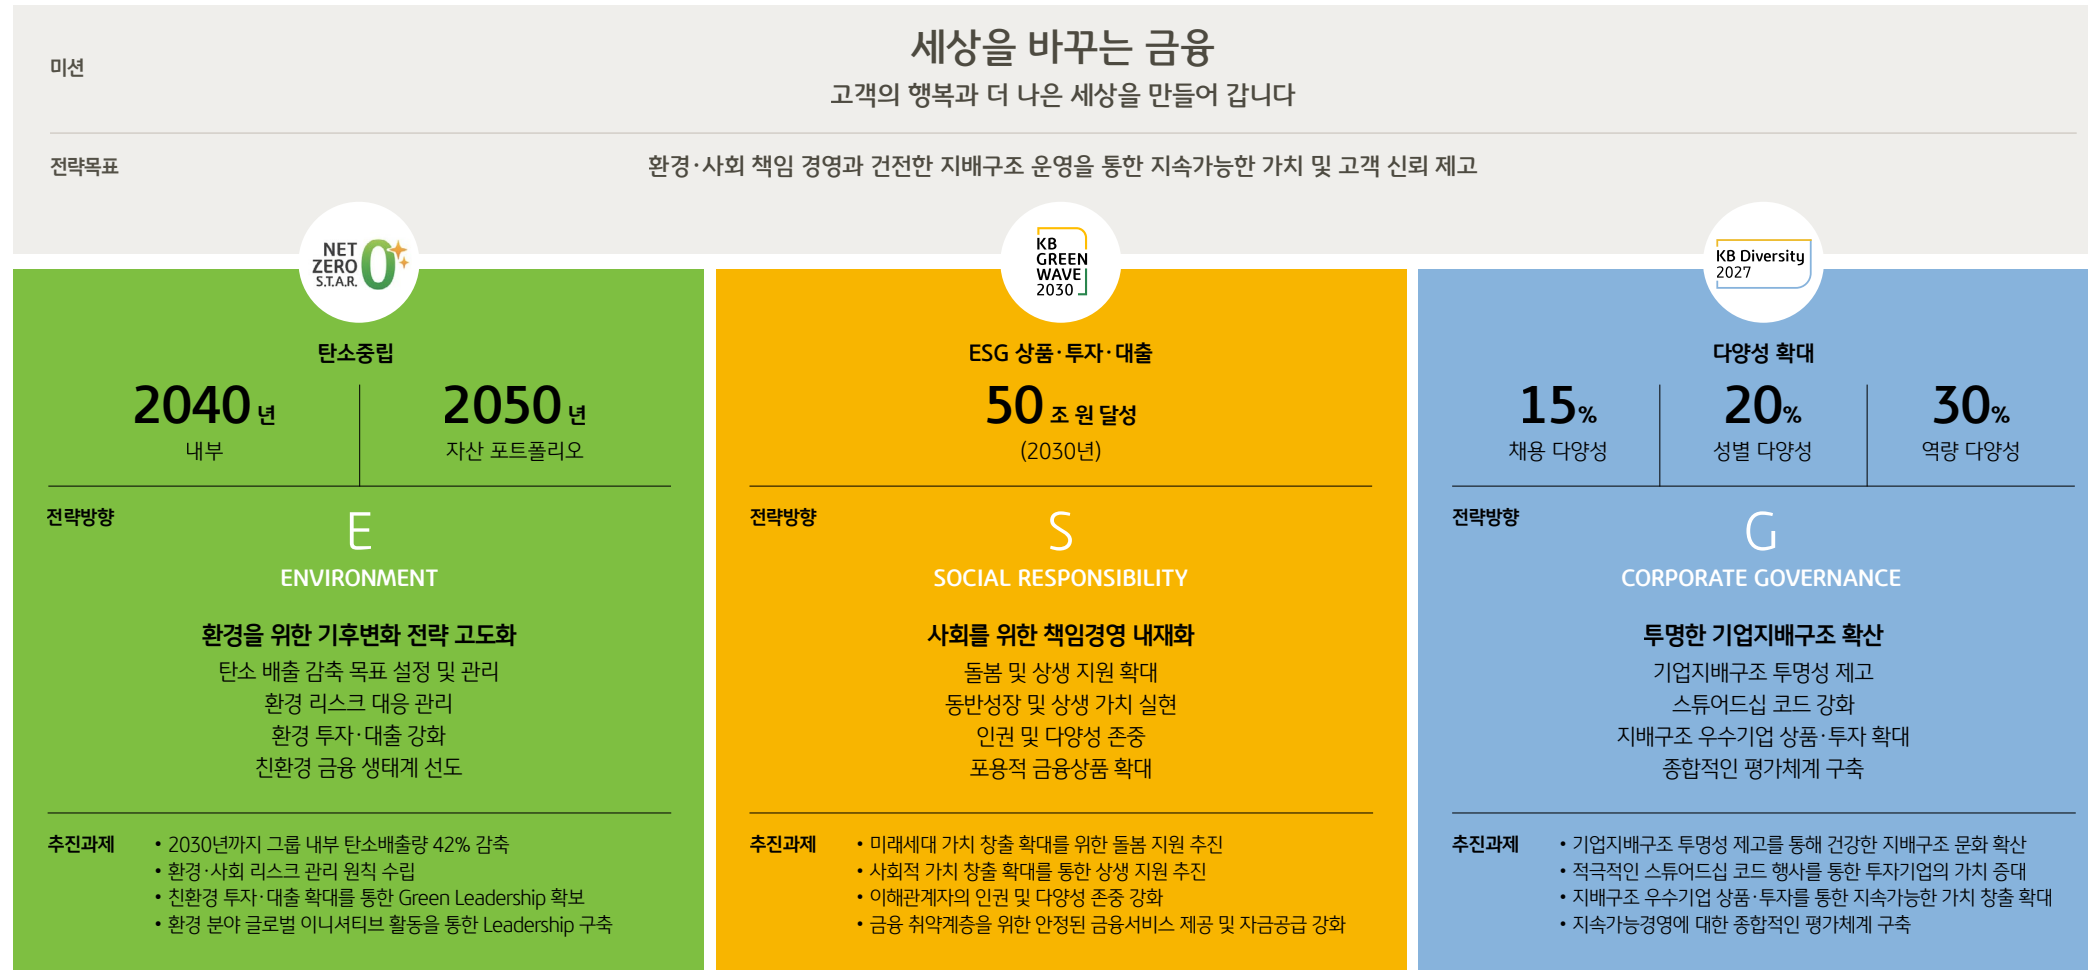 미션
세상을 바꾸는 금융
고객의 행복과 더 나은 세상을 만들어 갑니다
전략목표
환경·사회 책임 경영과 건전한 지배구조 운영을 통한 지속가능한 가치 및 고객 신뢰 제고
NET
ZERO
S.T.A.R.
0
탄소중립
2040 년
내부
2050 년
자산 포트폴리오
전략방향
E
ENVIRONMENT
환경을 위한 기후변화 전략 고도화
탄소 배출 감축 목표 설정 및 관리
환경 리스크 대응 관리
환경 투자·대출 강화
친환경 금융 생태계 선도
추진과제
• 2030년까지 그룹 내부 탄소배출량 42% 감축
• 환경·사회 리스크 관리 원칙 수립
• 친환경 투자·대출 확대를 통한 Green Leadership 확보
• 환경 분야 글로벌 이니셔티브 활동을 통한 Leadership 구축
KB
GREEN
WAVE
2030
ESG 상품·투자·대출
50 조 원 달성
(2030년)
전략방향
S
SOCIAL RESPONSIBILITY
사회를 위한 책임경영 내재화
돌봄 및 상생 지원 확대
동반성장 및 상생 가치 실현
인권 및 다양성 존중
포용적 금융상품 확대
추진과제
• 미래세대 가치 창출 확대를 위한 돌봄 지원 추진
• 사회적 가치 창출 확대를 통한 상생 지원 추진
• 이해관계자의 인권 및 다양성 존중 강화
• 금융 취약계층을 위한 안정된 금융서비스 제공 및 자금공급 강화
KB Diversity
2027
다양성 확대
15%
채용 다양성
20%
성별 다양성
30%
역량 다양성
전략방향
G
CORPORATE GOVERNANCE
투명한 기업지배구조 확산
기업지배구조 투명성 제고
스튜어드십 코드 강화
지배구조 우수기업 상품·투자 확대
종합적인 평가체계 구축
추진과제
• 기업지배구조 투명성 제고를 통해 건강한 지배구조 문화 확산
• 적극적인 스튜어드십 코드 행사를 통한 투자기업의 가치 증대
• 지배구조 우수기업 상품·투자를 통한 지속가능한 가치 창출 확대
• 지속가능경영에 대한 종합적인 평가체계 구축